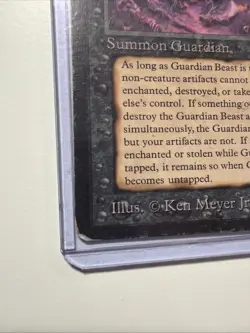 Summon Guardian.
As long as Guardian Beast is
non-creature artifacts cannot
enchanted, destroyed, or take
else's control. If something
destroy the Guardian Beast a
simultaneously, the Guardian
but your artifacts are not. If
enchanted or stolen while Gu
tapped, it remains so when G
becomes untapped.
Illus. © Ken Meyer Jr